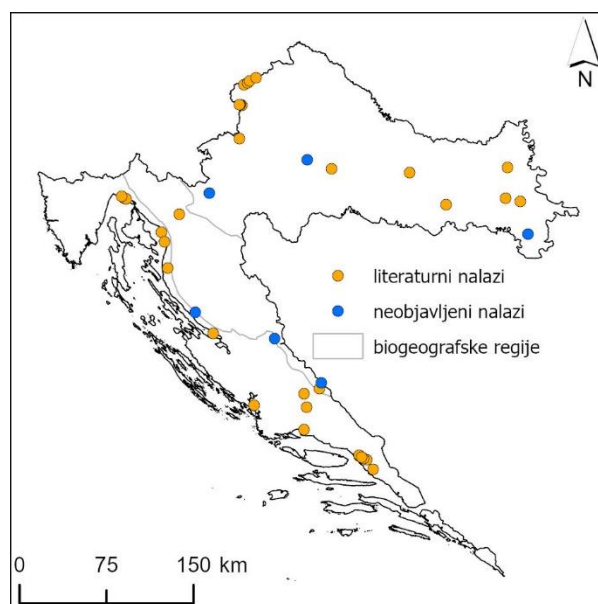 N
literaturni nalazi
neobjavljeni nalazi
biogeografske regije
0 75 150 km